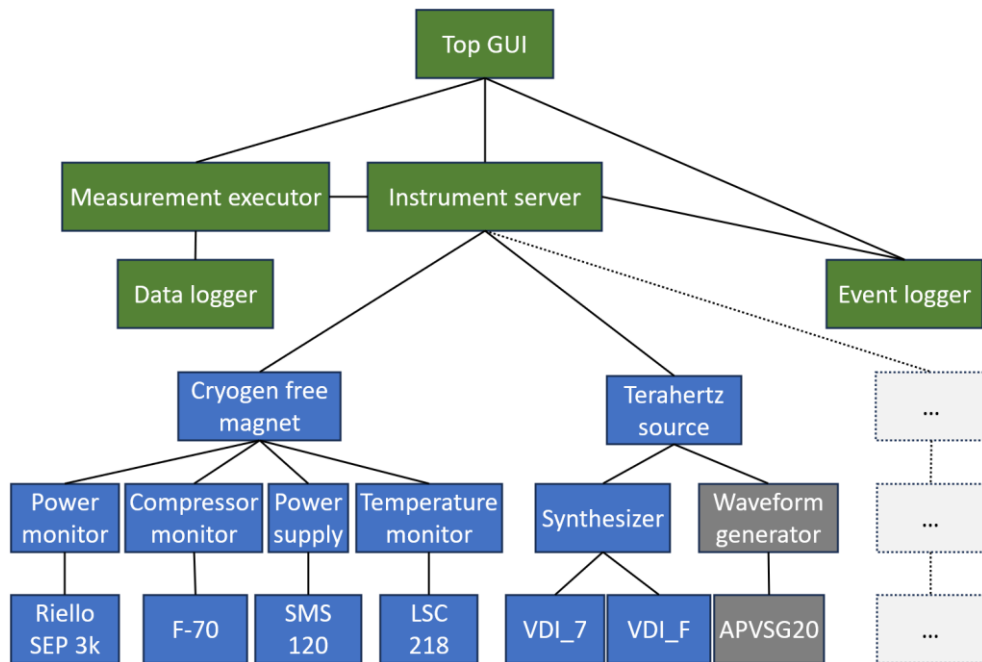 Top GUI
Measurement executor
Instrument server
Data logger
Event logger
Cryogen free
magnet
Terahertz
source
...
Power
monitor
Compressor
monitor
Power
supply
Temperature
monitor
Synthesizer
Waveform
generator
...
Riello
SEP 3k
F-70
SMS
120
LSC
218
VDI_7
VDI_F
APVSG20
...